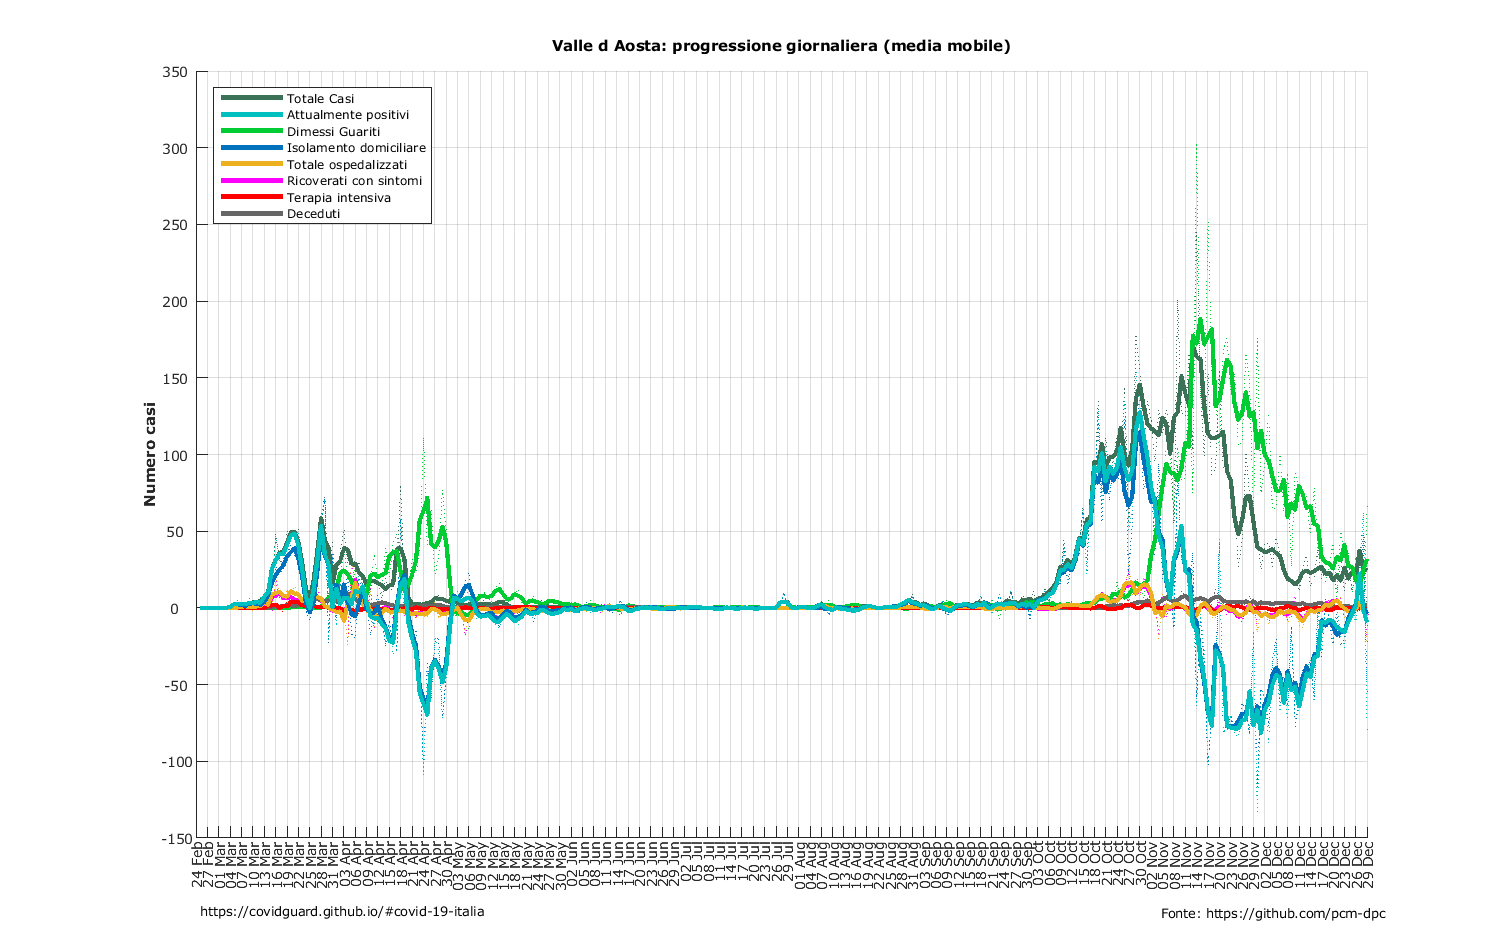 Valle d Aosta: progressione giornaliera (media mobile)
Numero casi
350
300
250
200
150
100
50
0
-50
-100
-150
Totale Casi
Attualmente positivi
Dimessi Guariti
Isolamento domiciliare
Totale ospedalizzati
Ricoverati con sintomi
Terapia intensiva
Deceduti
24 Feb
27 Feb
01 Mar
04 Mar
07 Mar
10 Mar
13 Mar
16 Mar
19 Mar
22 Mar
25 Mar
28 Mar
31 Mar
03 Apr
06 Apr
09 Apr
12 Apr
15 Apr
18 Apr
21 Apr
24 Apr
27 Apr
30 Apr
03 May
06 May
09 May
12 May
15 May
18 May
21 May
24 May
27 May
30 May
02 Jun
05 Jun
08 Jun
11 Jun
14 Jun
17 Jun
20 Jun
23 Jun
26 Jun
29 Jun
02 Jul
05 Jul
08 Jul
11 Jul
14 Jul
17 Jul
20 Jul
23 Jul
26 Jul
29 Jul
01 Aug
04 Aug
07 Aug
10 Aug
13 Aug
16 Aug
19 Aug
22 Aug
25 Aug
28 Aug
31 Aug
03 Sep
06 Sep
09 Sep
12 Sep
15 Sep
18 Sep
21 Sep
24 Sep
27 Sep
30 Sep
03 Oct
06 Oct
09 Oct
12 Oct
15 Oct
18 Oct
21 Oct
24 Oct
27 Oct
30 Oct
02 Nov
05 Nov
08 Nov
11 Nov
14 Nov
17 Nov
20 Nov
23 Nov
26 Nov
29 Nov
02 Dec
05 Dec
08 Dec
11 Dec
14 Dec
17 Dec
20 Dec
23 Dec
26 Dec
29 Dec
https://covidguard.github.io/#covid-19-italia
Fonte: https://github.com/pcm-dpc